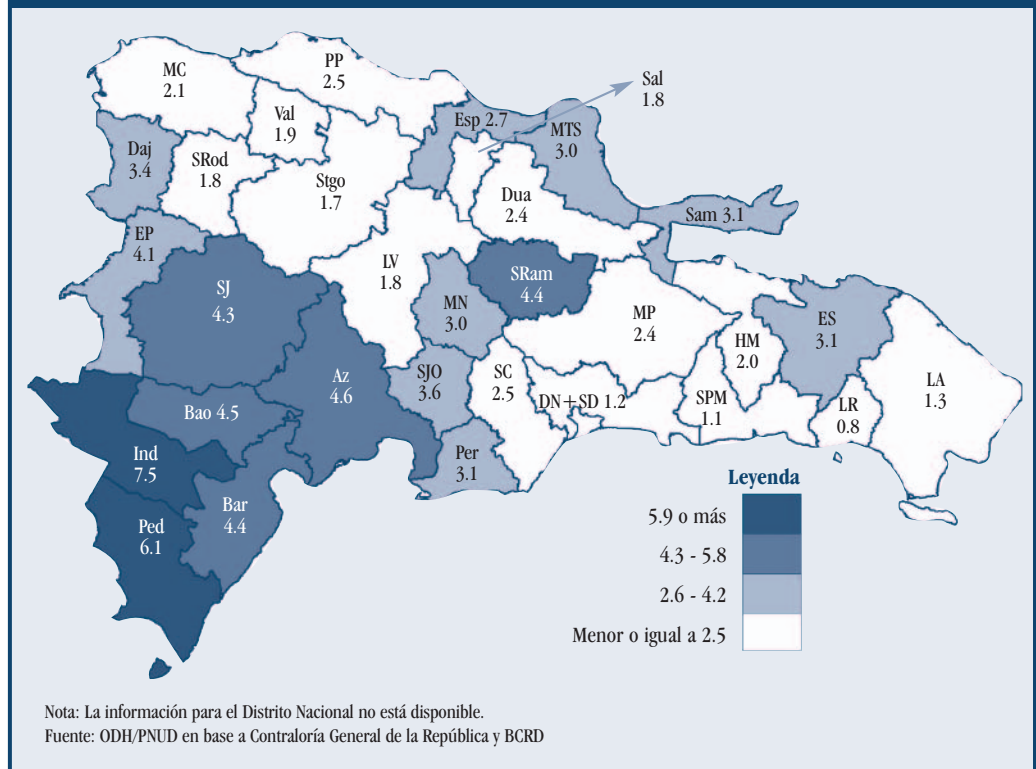 MC
2.1
PP
2.5
Sal
1.8
Val
1.9
Esp 2.7
MTS
3.0
Daj
3.4
SRod
1.8
Stgo
1.7
Dua
2.4
Sam 3.1
EP
4.1
SJ
4.3
LV
1.8
MN
3.0
SRam
4.4
MP
2.4
HM
2.0
ES
3.1
LA
1.3
Az
4.6
SJO
3.6
SC
2.5
DN+SD 1.2
SPM
1.1
LR
0.8
Bao 4.5
Ind
7.5
Per
3.1
Bar
4.4
Ped
6.1
Leyenda
5.9 o más
4.3 - 5.8
2.6 - 4.2
Menor o igual a 2.5
Nota: La información para el Distrito Nacional no está disponible.
Fuente: ODH/PNUD en base a Contraloría General de la República y BCRD